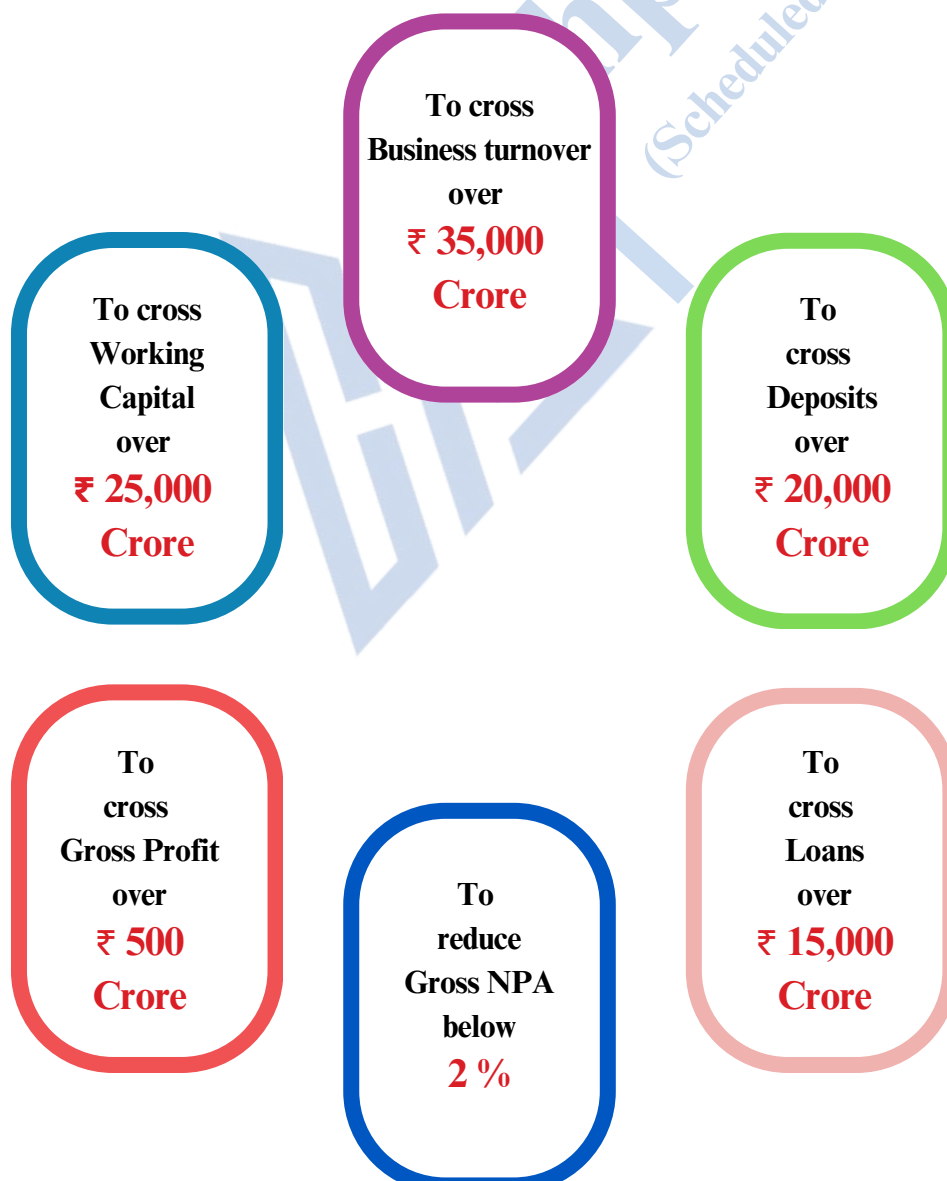 To cross
Business turnover
over
₹ 35,000
Crore
To cross
Working
Capital
over
₹ 25,000
Crore
To
cross
Deposits
over
₹ 20,000
Crore
To
cross
Gross Profit
over
₹ 500
Crore
To
reduce
Gross NPA
below
2 %
To
cross
Loans
over
₹ 15,000
Crore
(Scheduled